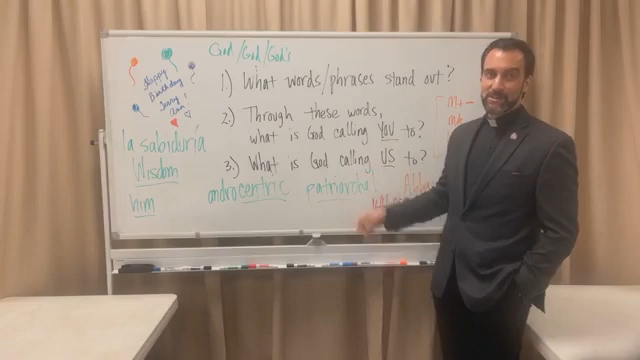 God/God/God's
Happy
Birthday
1.) What words/phrases stand out?
2.) Through these words,
what is God calling YOU to?
3.) What is God calling US to?
la sabiduría
Wisdom
him
androcentric patriarchal
Abba